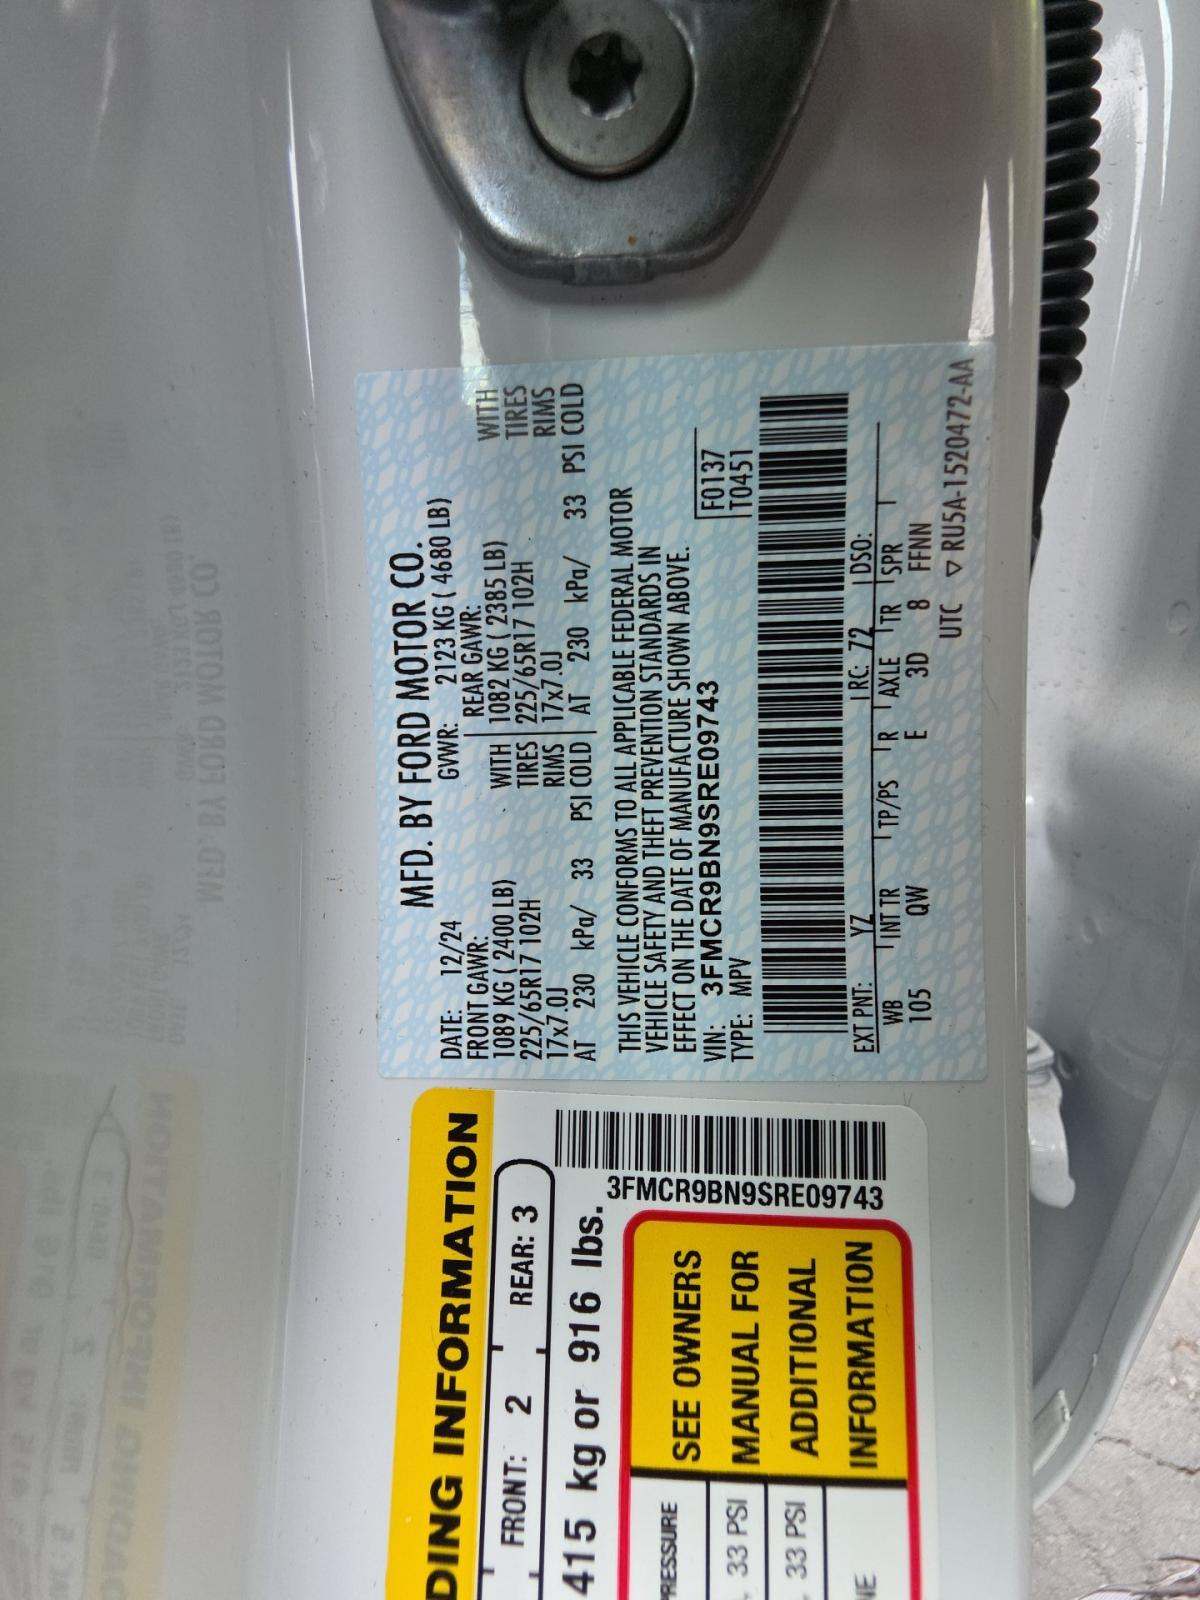 MFD. BY FORD MOTOR CO.
DATE: 12/24 GVWR: 2123 KG ( 4680 LB)
FRONT GAWR: REAR GAWR:
1089 KG ( 2400 LB) WITH 1082 KG ( 2385 LB) WITH
225/65R17 102H TIRES 225/65R17 102H TIRES
17x7.0J RIMS 17x7.0J RIMS
AT 230 kPa/ 33 PSI COLD AT 230 kPa/ 33 PSI COLD
THIS VEHICLE CONFORMS TO ALL APPLICABLE FEDERAL MOTOR
VEHICLE SAFETY AND THEFT PREVENTION STANDARDS IN
EFFECT ON THE DATE OF MANUFACTURE SHOWN ABOVE.
VIN: 3FMCR9BN9SRE09743 F0137
TYPE: MPV T0451
EXT PNT: YZ RC: 72 DSO:
WB INT TR TP/PS R AXLE TR SPR
105 QW E 3D 8 FFNN
UTC ▽ RU5A-1520472-AA
DING INFORMATION
FRONT: 2 REAR: 3
415 kg or 916 lbs.
3FMCR9BN9SRE09743
PRESSURE
33 PSI
33 PSI
SEE OWNERS
MANUAL FOR
ADDITIONAL
INFORMATION